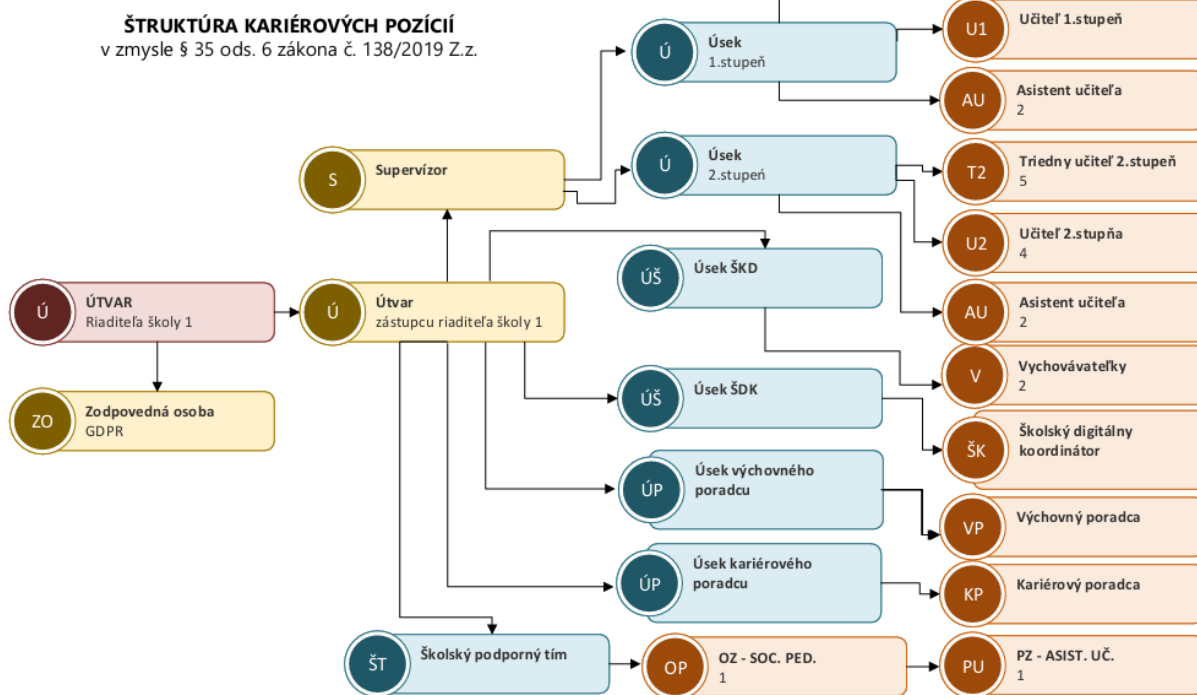 ŠTRUKTÚRA KARIÉROVÝCH POZÍCIÍ
v zmysle § 35 ods. 6 zákona č. 138/2019 Z.z.
Ú
Úsek
1.stupeň
U1
Učiteľ 1.stupeň
AU
Asistent učiteľa
2
S
Supervízor
Ú
Úsek
2.stupeń
T2
Triedny učiteľ 2.stupeň
5
U2
Učiteľ 2.stupňa
4
ÚŠ
Úsek ŠKD
Ú
ÚTVAR
Riaditeľa školy 1
Ú
Útvar
zástupcu riaditeľa školy 1
AU
Asistent učiteľa
2
V
Vychovávateľky
2
ZO
Zodpovedná osoba
GDPR
ÚŠ
Úsek ŠDK
ŠK
Školský digitálny
koordinátor
ÚP
Úsek výchovného
poradcu
VP
Výchovný poradca
ÚP
Úsek kariérového
poradcu
KP
Kariérový poradca
ŠT
Školský podporný tím
OP
OZ - SOC. PED.
1
PU
PZ - ASIST. UČ.
1